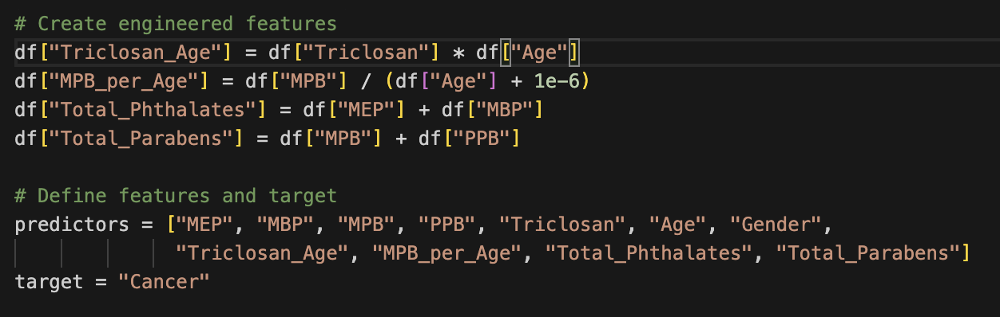 # Create engineered features
df["Triclosan_Age"] = df["Triclosan"] * df["Age"]
df["MPB_per_Age"] = df["MPB"] / (df["Age"] + 1e-6)
df["Total_Phthalates"] = df["MEP"] + df["MBP"]
df["Total_Parabens"] = df["MPB"] + df["PPB"]
# Define features and target
predictors = ["MEP", "MBP", "MPB", "PPB", "Triclosan", "Age", "Gender",
"Triclosan_Age", "MPB_per_Age", "Total_Phthalates", "Total_Parabens"]
target = "Cancer"